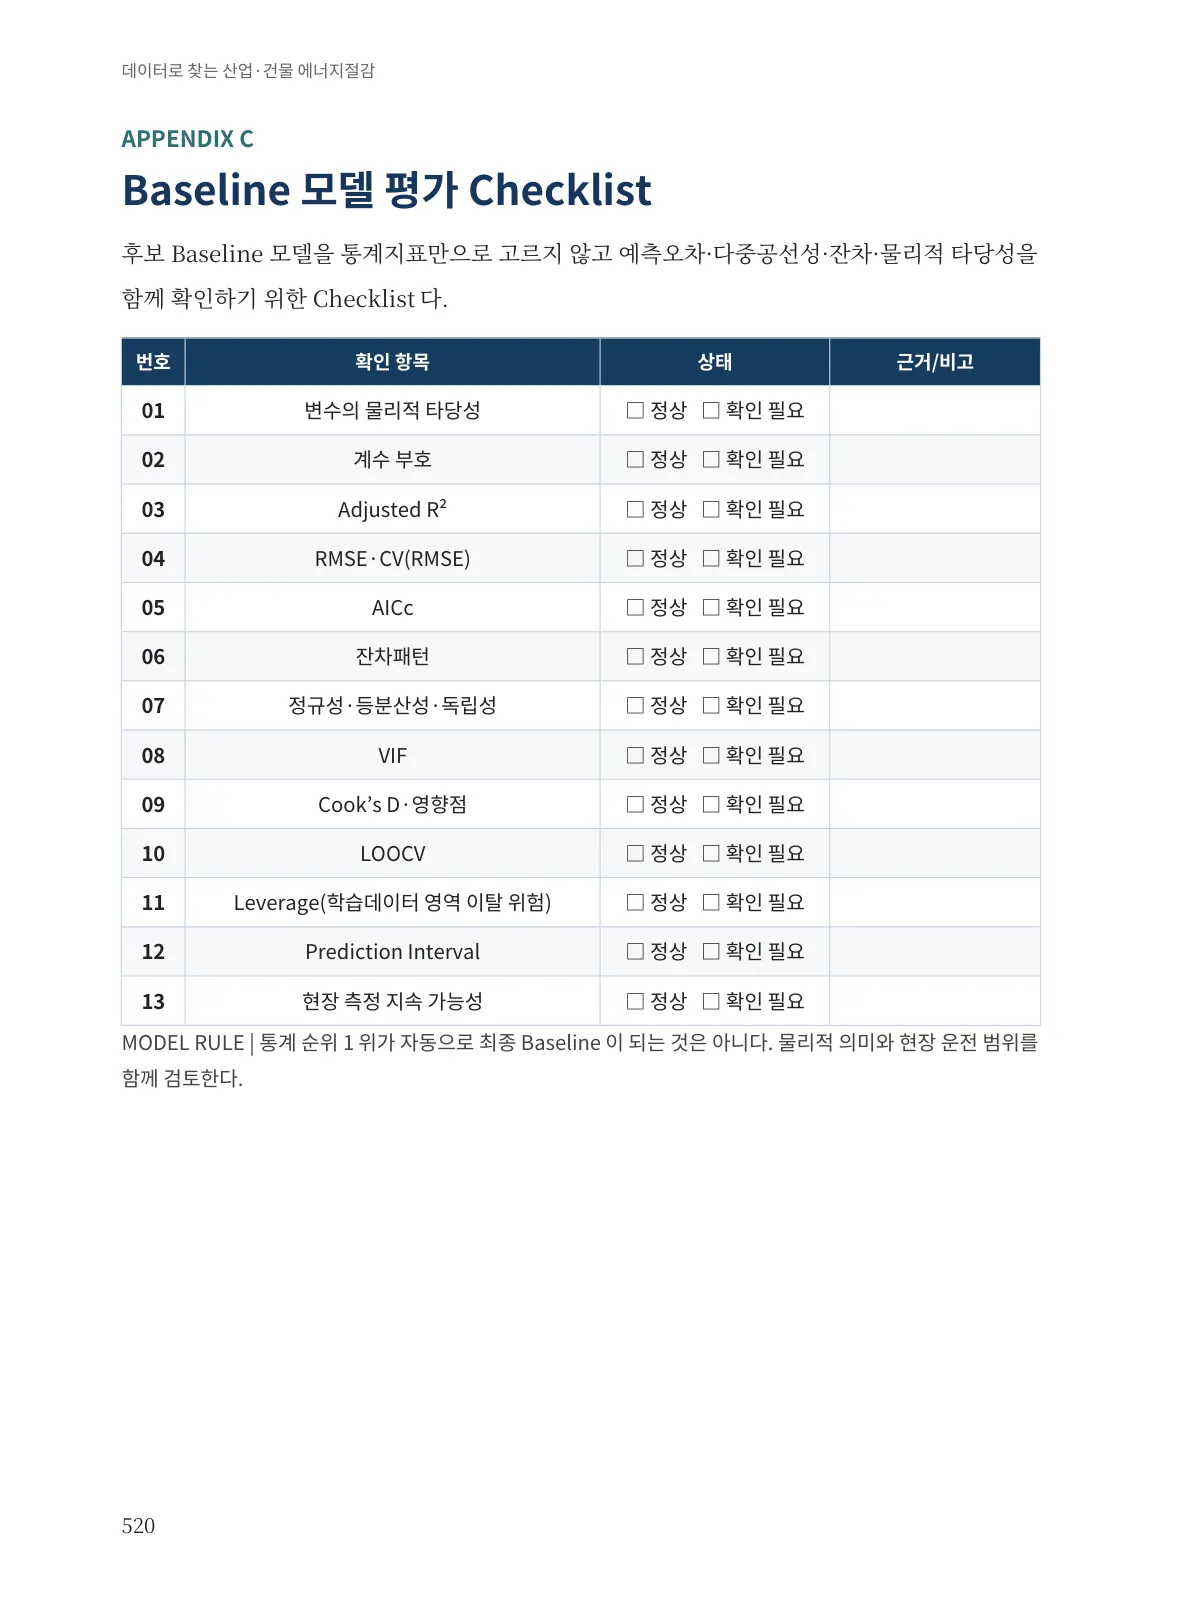 데이터로 찾는 산업·건물 에너지절감
APPENDIX C
Baseline 모델 평가 Checklist
후보 Baseline 모델을 통계지표만으로 고르지 않고 예측오차·다중공선성·잔차·물리적 타당성을
함께 확인하기 위한 Checklist 다.
번호 확인 항목 상태 근거/비고
01 변수의 물리적 타당성 □ 정상 □ 확인 필요
02 계수 부호 □ 정상 □ 확인 필요
03 Adjusted R² □ 정상 □ 확인 필요
04 RMSE·CV(RMSE) □ 정상 □ 확인 필요
05 AICc □ 정상 □ 확인 필요
06 잔차패턴 □ 정상 □ 확인 필요
07 정규성·등분산성·독립성 □ 정상 □ 확인 필요
08 VIF □ 정상 □ 확인 필요
09 Cook’s D·영향점 □ 정상 □ 확인 필요
10 LOOCV □ 정상 □ 확인 필요
11 Leverage(학습데이터 영역 이탈 위험) □ 정상 □ 확인 필요
12 Prediction Interval □ 정상 □ 확인 필요
13 현장 측정 지속 가능성 □ 정상 □ 확인 필요
MODEL RULE | 통계 순위 1 위가 자동으로 최종 Baseline 이 되는 것은 아니다. 물리적 의미와 현장 운전 범위를
함께 검토한다.
520